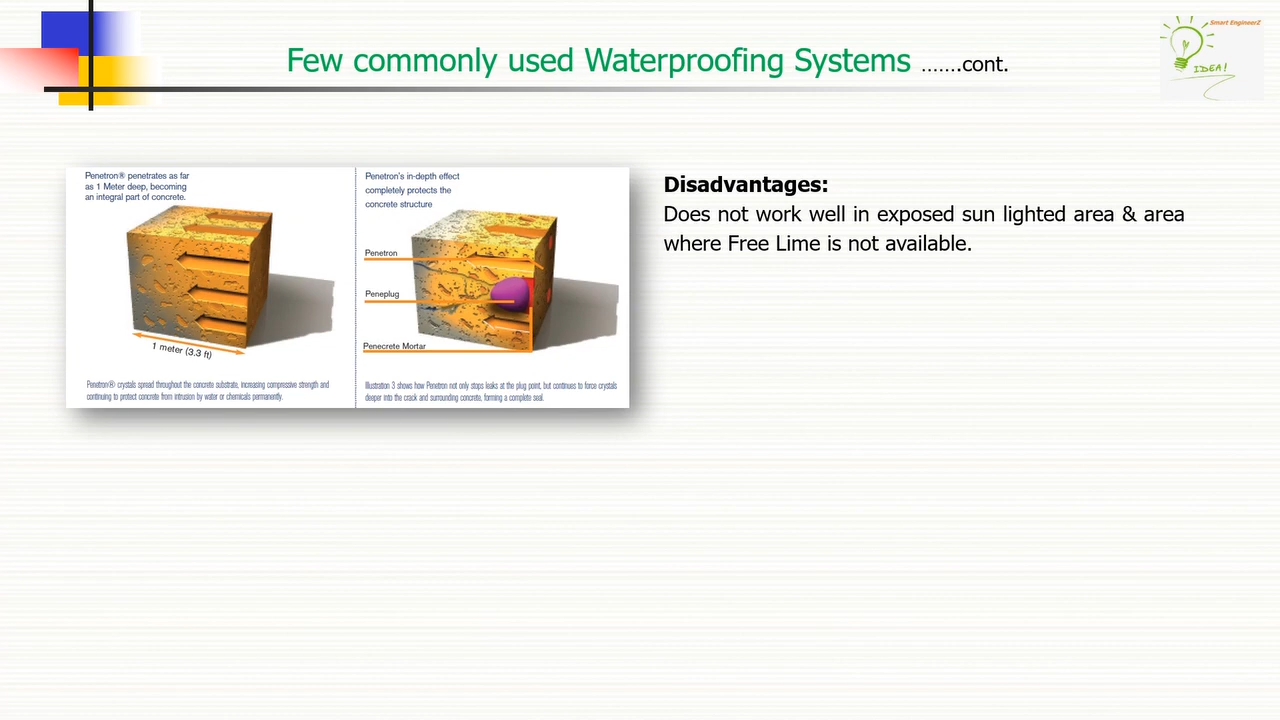 Few commonly used Waterproofing Systems …….cont.
Smart EngineerZ
IDEA!
Penetron® penetrates as far
as 1 Meter deep, becoming
an integral part of concrete.
1 meter (3.3 ft)
Penetron® crystals spread throughout the concrete substrate, increasing compressive strength and
continuing to protect concrete from intrusion by water or chemicals permanently.
Penetron's in-depth effect
completely protects the
concrete structure
Penetron
Peneplug
Penecrete Mortar
Illustration 3 shows how Penetron not only stops leaks at the plug point, but continues to force crystals
deeper into the crack and surrounding concrete, forming a complete seal.
Disadvantages:
Does not work well in exposed sun lighted area & area
where Free Lime is not available.